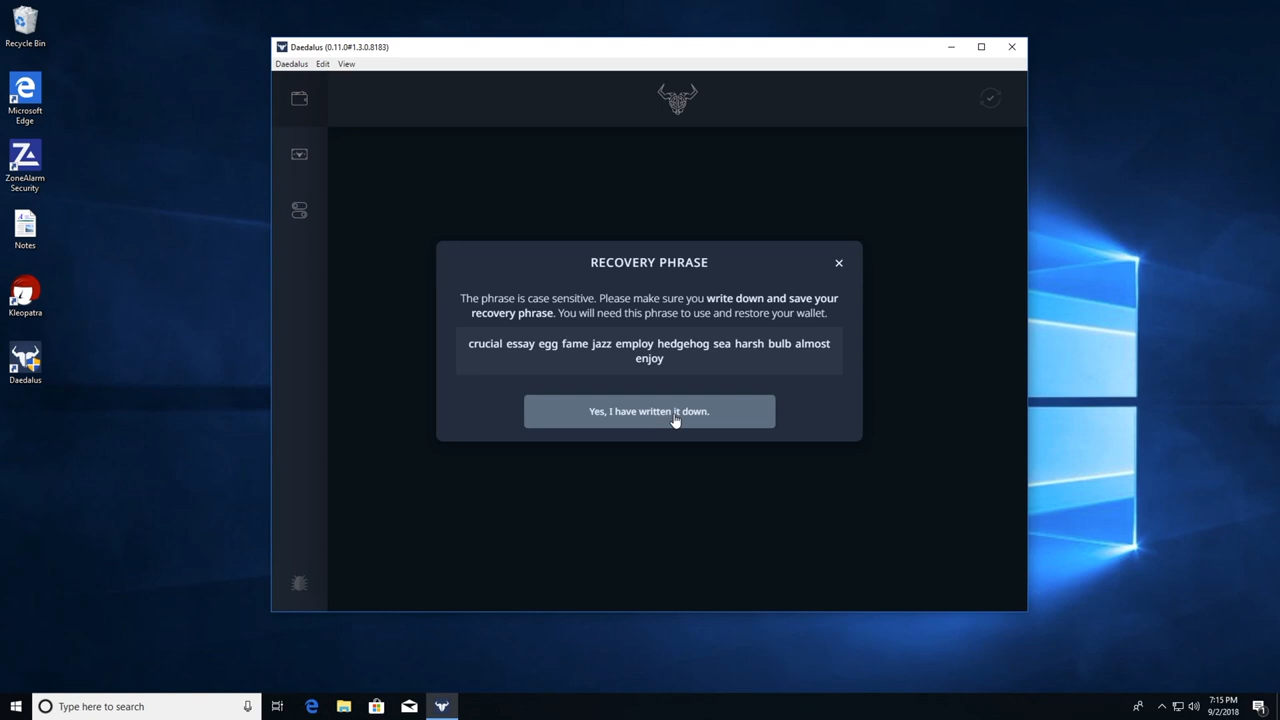 Recycle Bin
Microsoft
Edge
ZoneAlarm
Security
Notes
Kleopatra
Daedalus
Daedalus (0.11.0#1.3.0.8183)
Daedalus Edit View
RECOVERY PHRASE
The phrase is case sensitive. Please make sure you write down and save your
recovery phrase. You will need this phrase to use and restore your wallet.
crucial essay egg fame jazz employ hedgehog sea harsh bulb almost
enjoy
Yes, I have written it down.
Type here to search
7:15 PM
9/2/2018
1